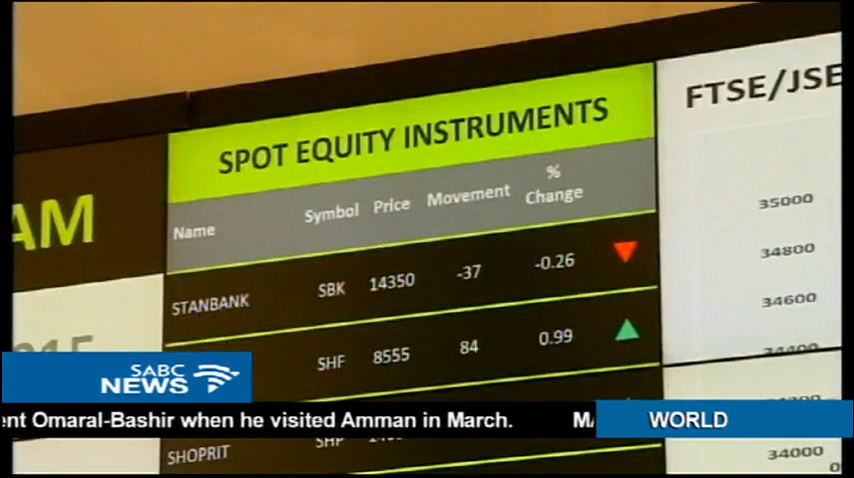 SPOT EQUITY INSTRUMENTS
Name Symbol Price Movement % Change
STANBANK SBK 14350 -37 -0.26
SHF 8555 84 0.99
SHOPRIT SHP
AM
FTSE/JSE
35000
34800
34600
34400
34000
SABC
NEWS
Omaral-Bashir when he visited Amman in March.
WORLD